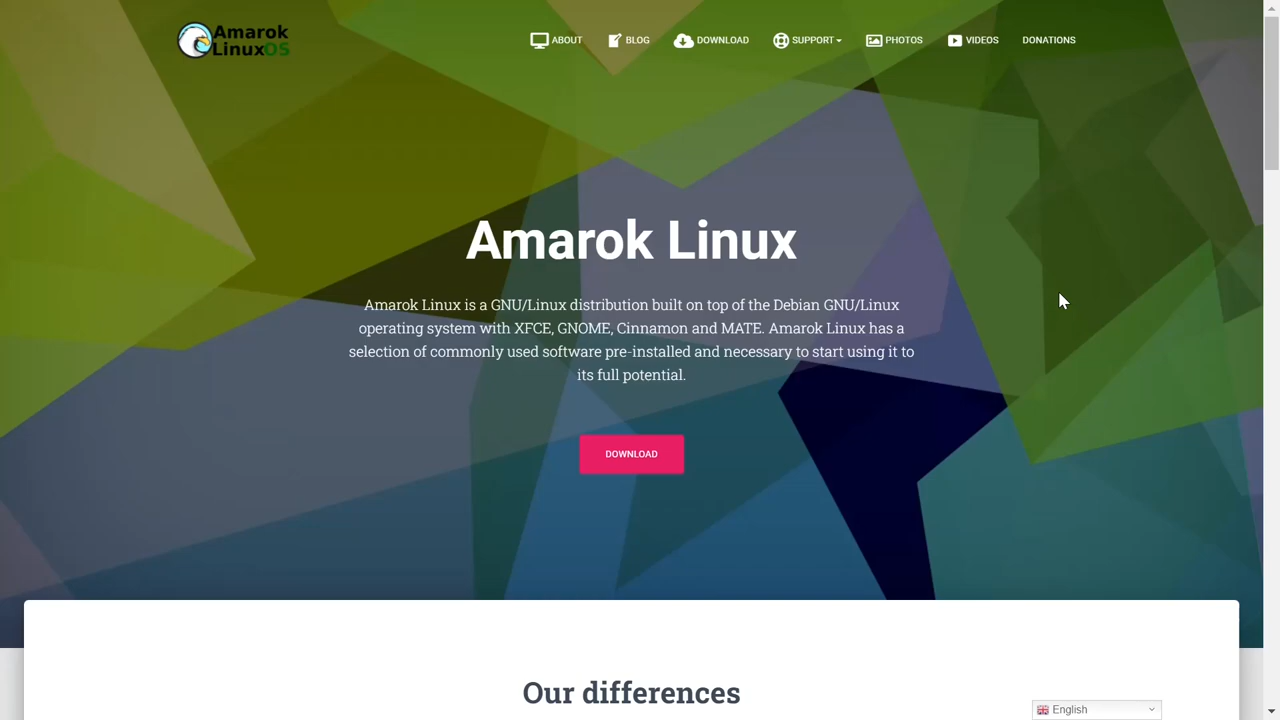 Amarok
LinuxOS
ABOUT
BLOG
DOWNLOAD
SUPPORT
PHOTOS
VIDEOS
DONATIONS
Amarok Linux
Amarok Linux is a GNU/Linux distribution built on top of the Debian GNU/Linux
operating system with XFCE, GNOME, Cinnamon and MATE. Amarok Linux has a
selection of commonly used software pre-installed and necessary to start using it to
its full potential.
DOWNLOAD
Our differences
English